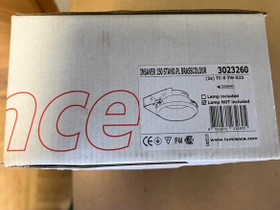 INSAVER 150 STAND.PL BRASSCOLOUR
3023260
(2x) TC-S 7W G23
Lamp included
Lamp NOT included
IP44
www.lumiance.com
nce